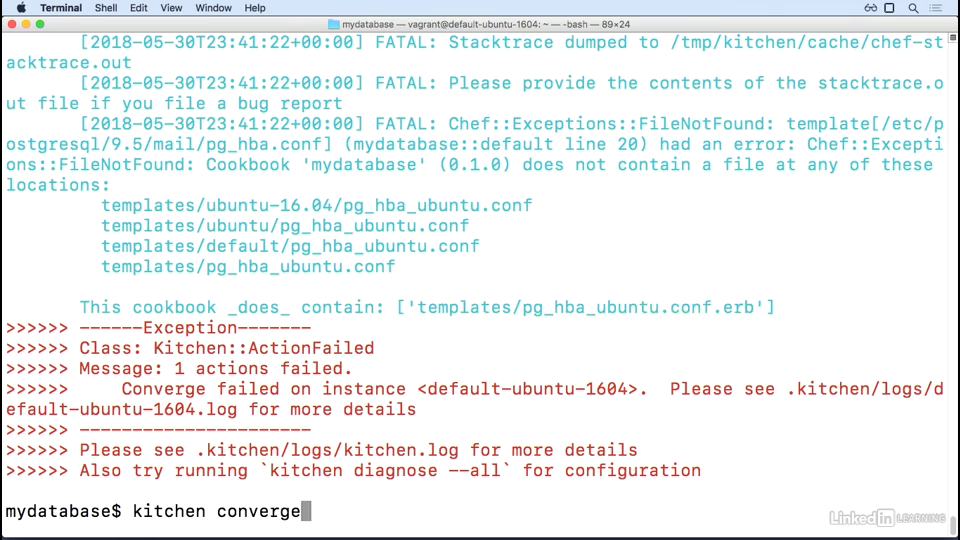 Terminal Shell Edit View Window Help
mydatabase — vagrant@default-ubuntu-1604: ~ — -bash — 89×24
[2018-05-30T23:41:22+00:00] FATAL: Stacktrace dumped to /tmp/kitchen/cache/chef-st
acktrace.out
[2018-05-30T23:41:22+00:00] FATAL: Please provide the contents of the stacktrace.o
ut file if you file a bug report
[2018-05-30T23:41:22+00:00] FATAL: Chef::Exceptions::FileNotFound: template[/etc/p
ostgresql/9.5/mail/pg_hba.conf] (mydatabase::default line 20) had an error: Chef::Excepti
ons::FileNotFound: Cookbook 'mydatabase' (0.1.0) does not contain a file at any of these
locations:
templates/ubuntu-16.04/pg_hba_ubuntu.conf
templates/ubuntu/pg_hba_ubuntu.conf
templates/default/pg_hba_ubuntu.conf
templates/pg_hba_ubuntu.conf
This cookbook _does_ contain: ['templates/pg_hba_ubuntu.conf.erb']
>>>>>> ------Exception-------
>>>>>> Class: Kitchen::ActionFailed
>>>>>> Message: 1 actions failed.
>>>>>>     Converge failed on instance <default-ubuntu-1604>.  Please see .kitchen/logs/d
efault-ubuntu-1604.log for more details
>>>>>> ----------------------
>>>>>> Please see .kitchen/logs/kitchen.log for more details
>>>>>> Also try running `kitchen diagnose --all` for configuration
mydatabase$ kitchen converge
LinkedIn LEARNING